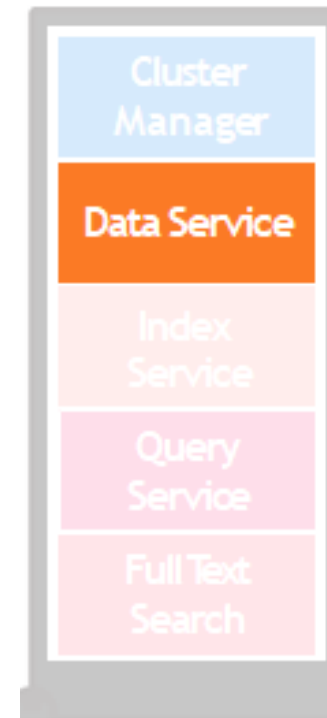 Cluster
Manager
Data Service
Index
Service
Query
Service
Full Text
Search